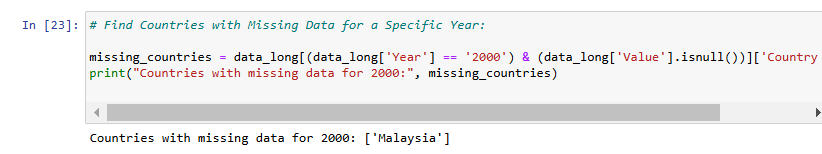 In [23]: # Find Countries with Missing Data for a Specific Year:
missing_countries = data_long[(data_long['Year'] == '2000') & (data_long['Value'].isnull())]['Country
print("Countries with missing data for 2000:", missing_countries)
Countries with missing data for 2000: ['Malaysia']